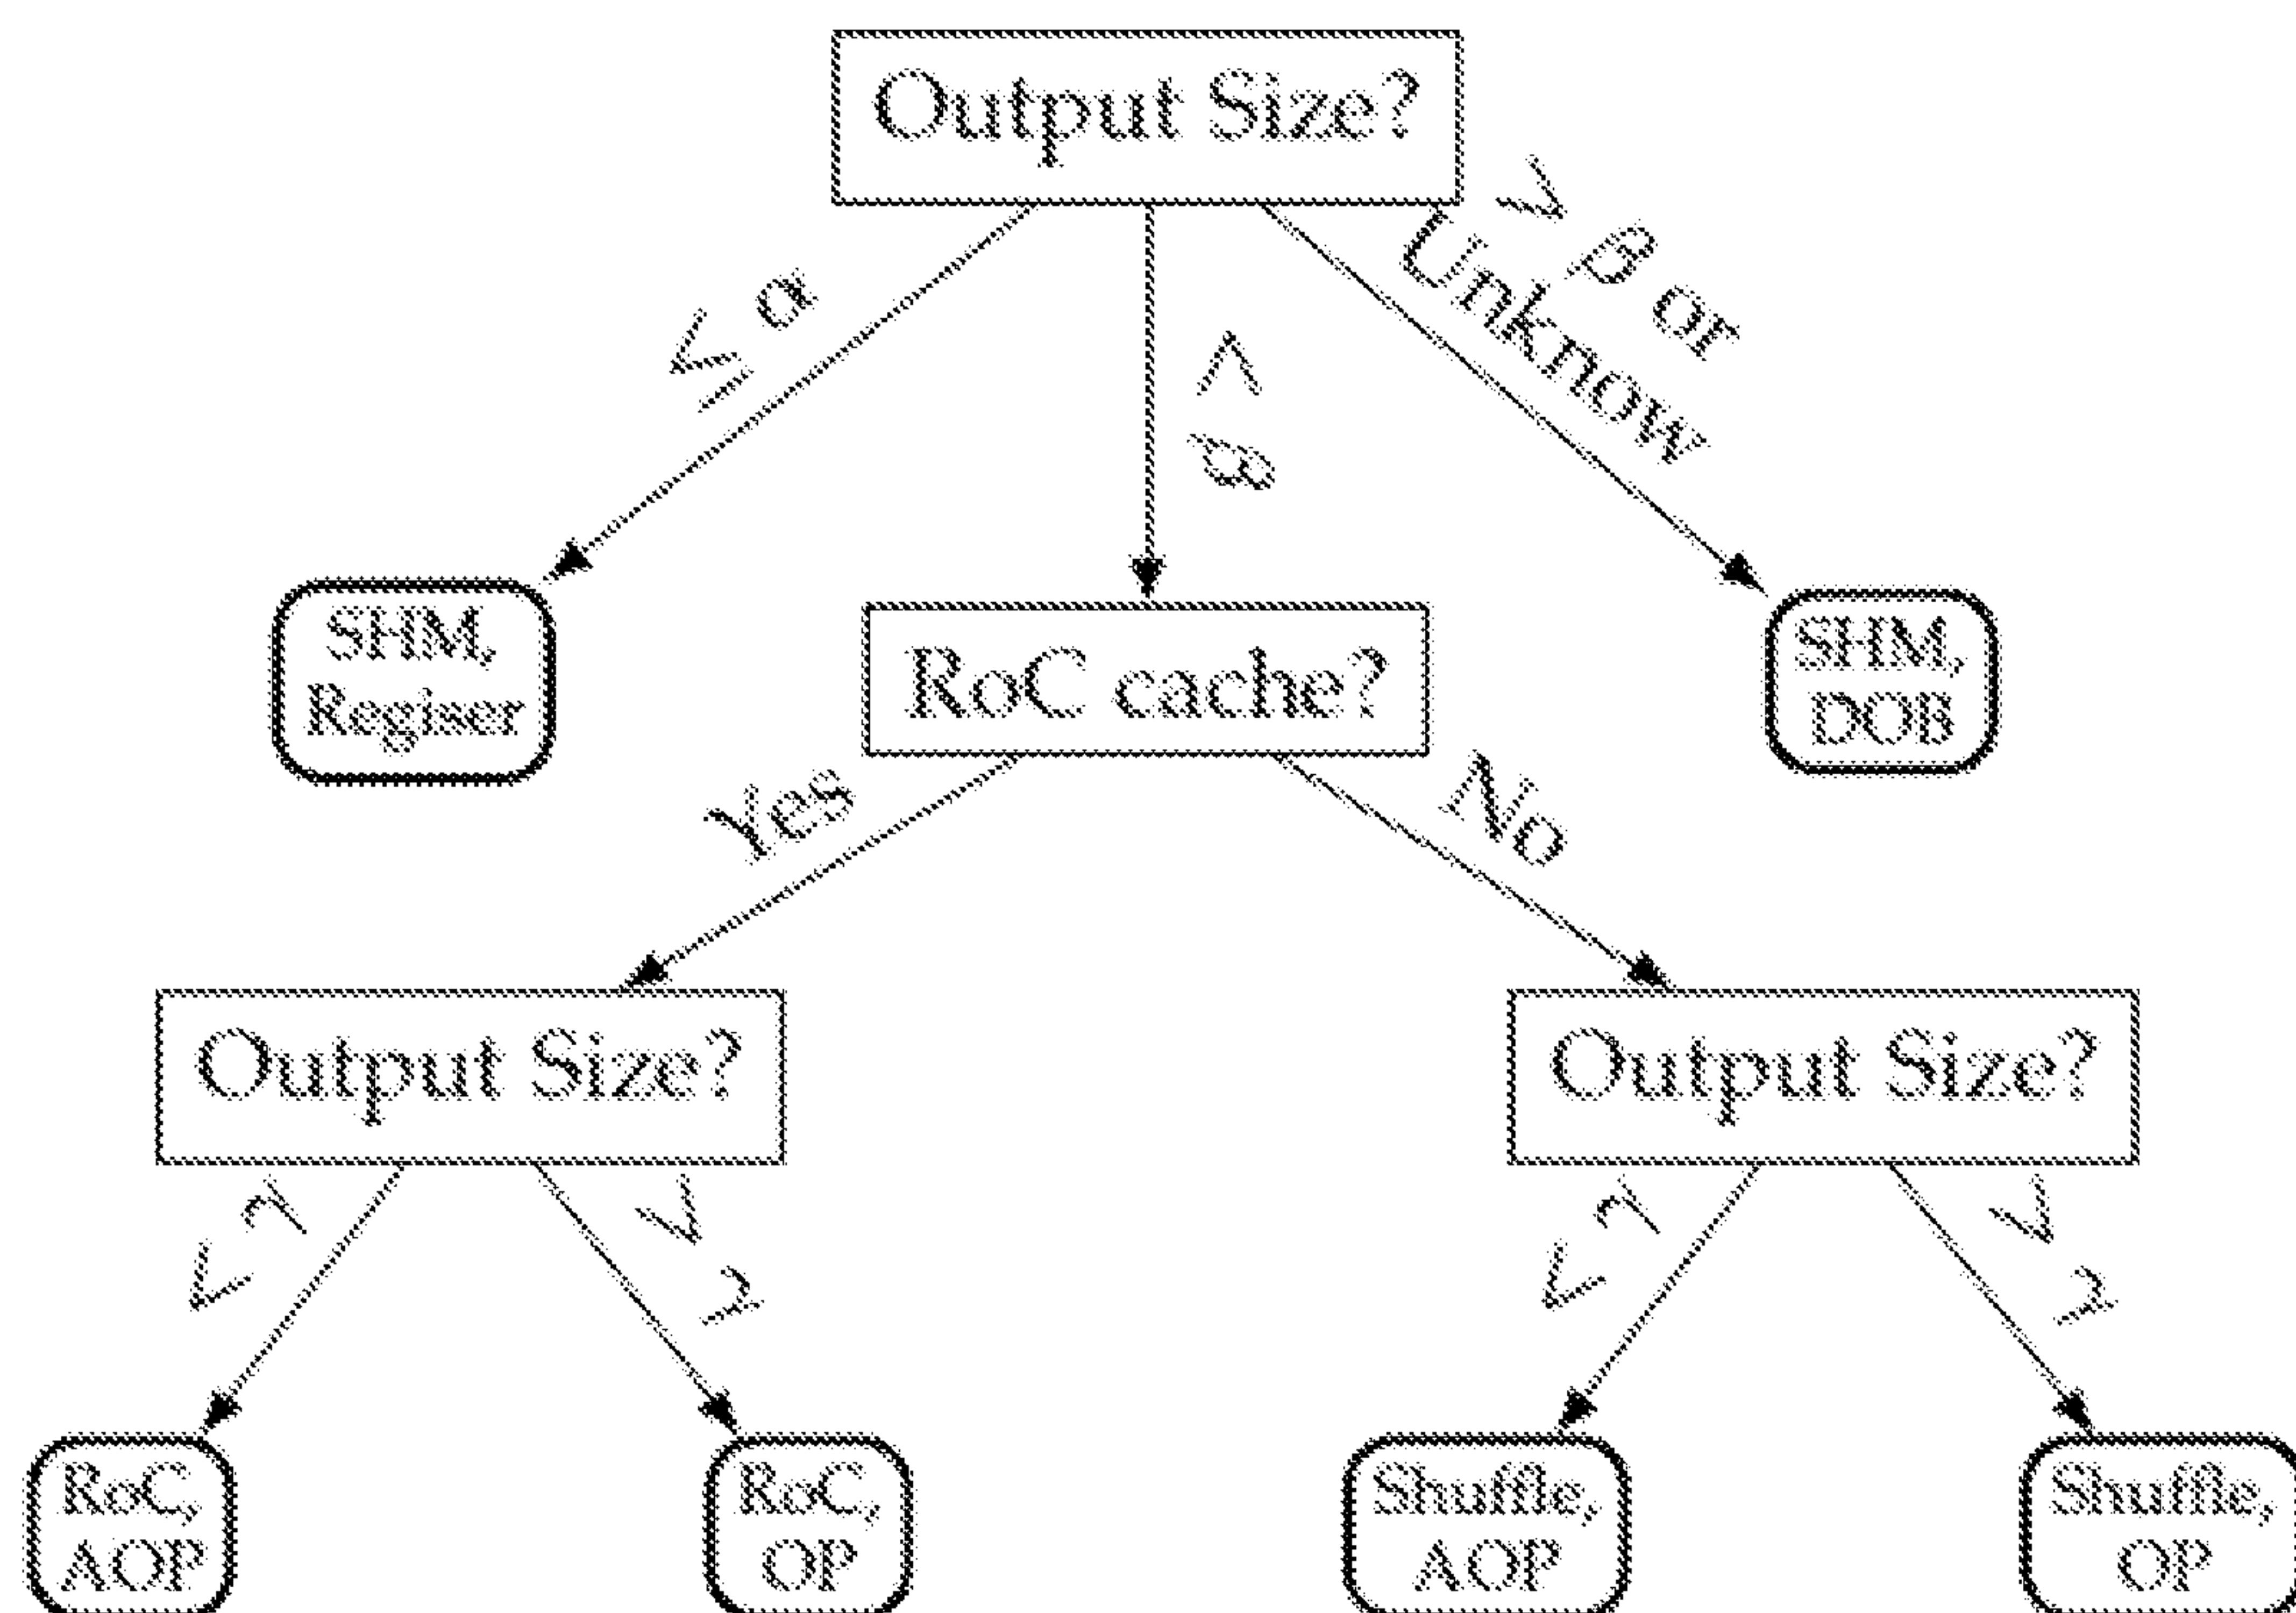 Output Size?
≤ α
< β
> β or
Unknow
SHM,
Regiser
RoC cache?
SHM,
DOB
Yes
No
Output Size?
Output Size?
< γ
> γ
< γ
> γ
RoC,
AOP
RoC,
OP
Shuffle,
AOP
Shuffle,
OP